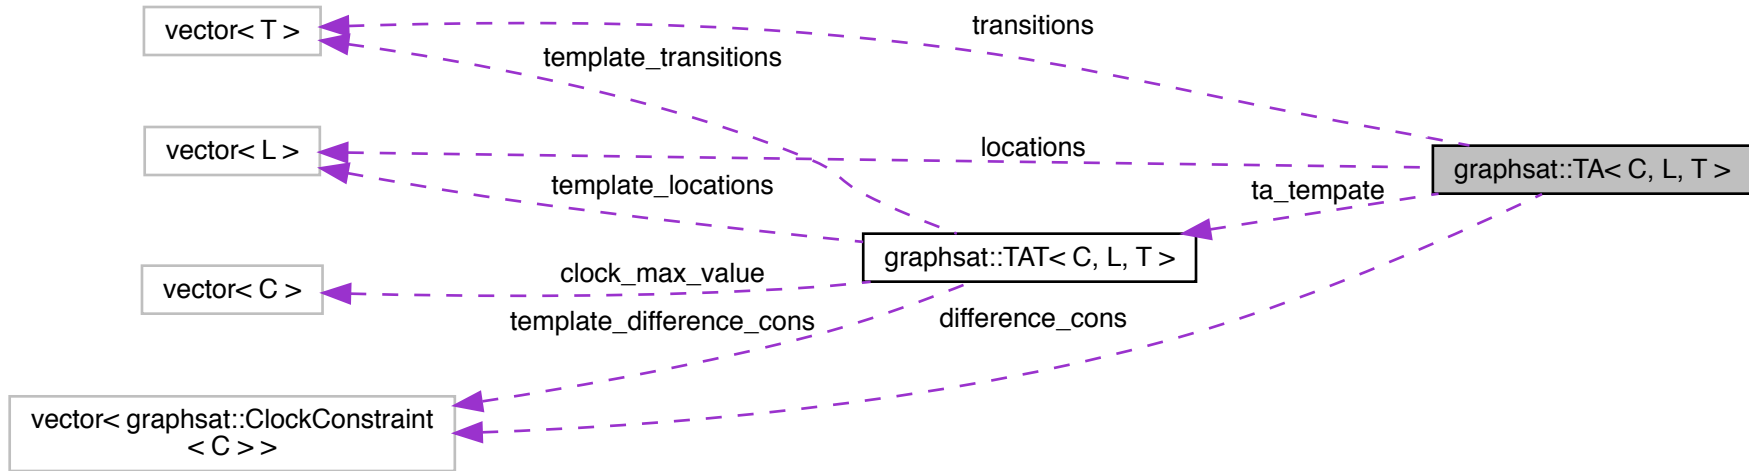 vector< T >
transitions
template_transitions
vector< L >
locations
graphsat::TA< C, L, T >
template_locations
ta_tempate
graphsat::TAT< C, L, T >
vector< C >
clock_max_value
template_difference_cons
difference_cons
vector< graphsat::ClockConstraint
< C > >